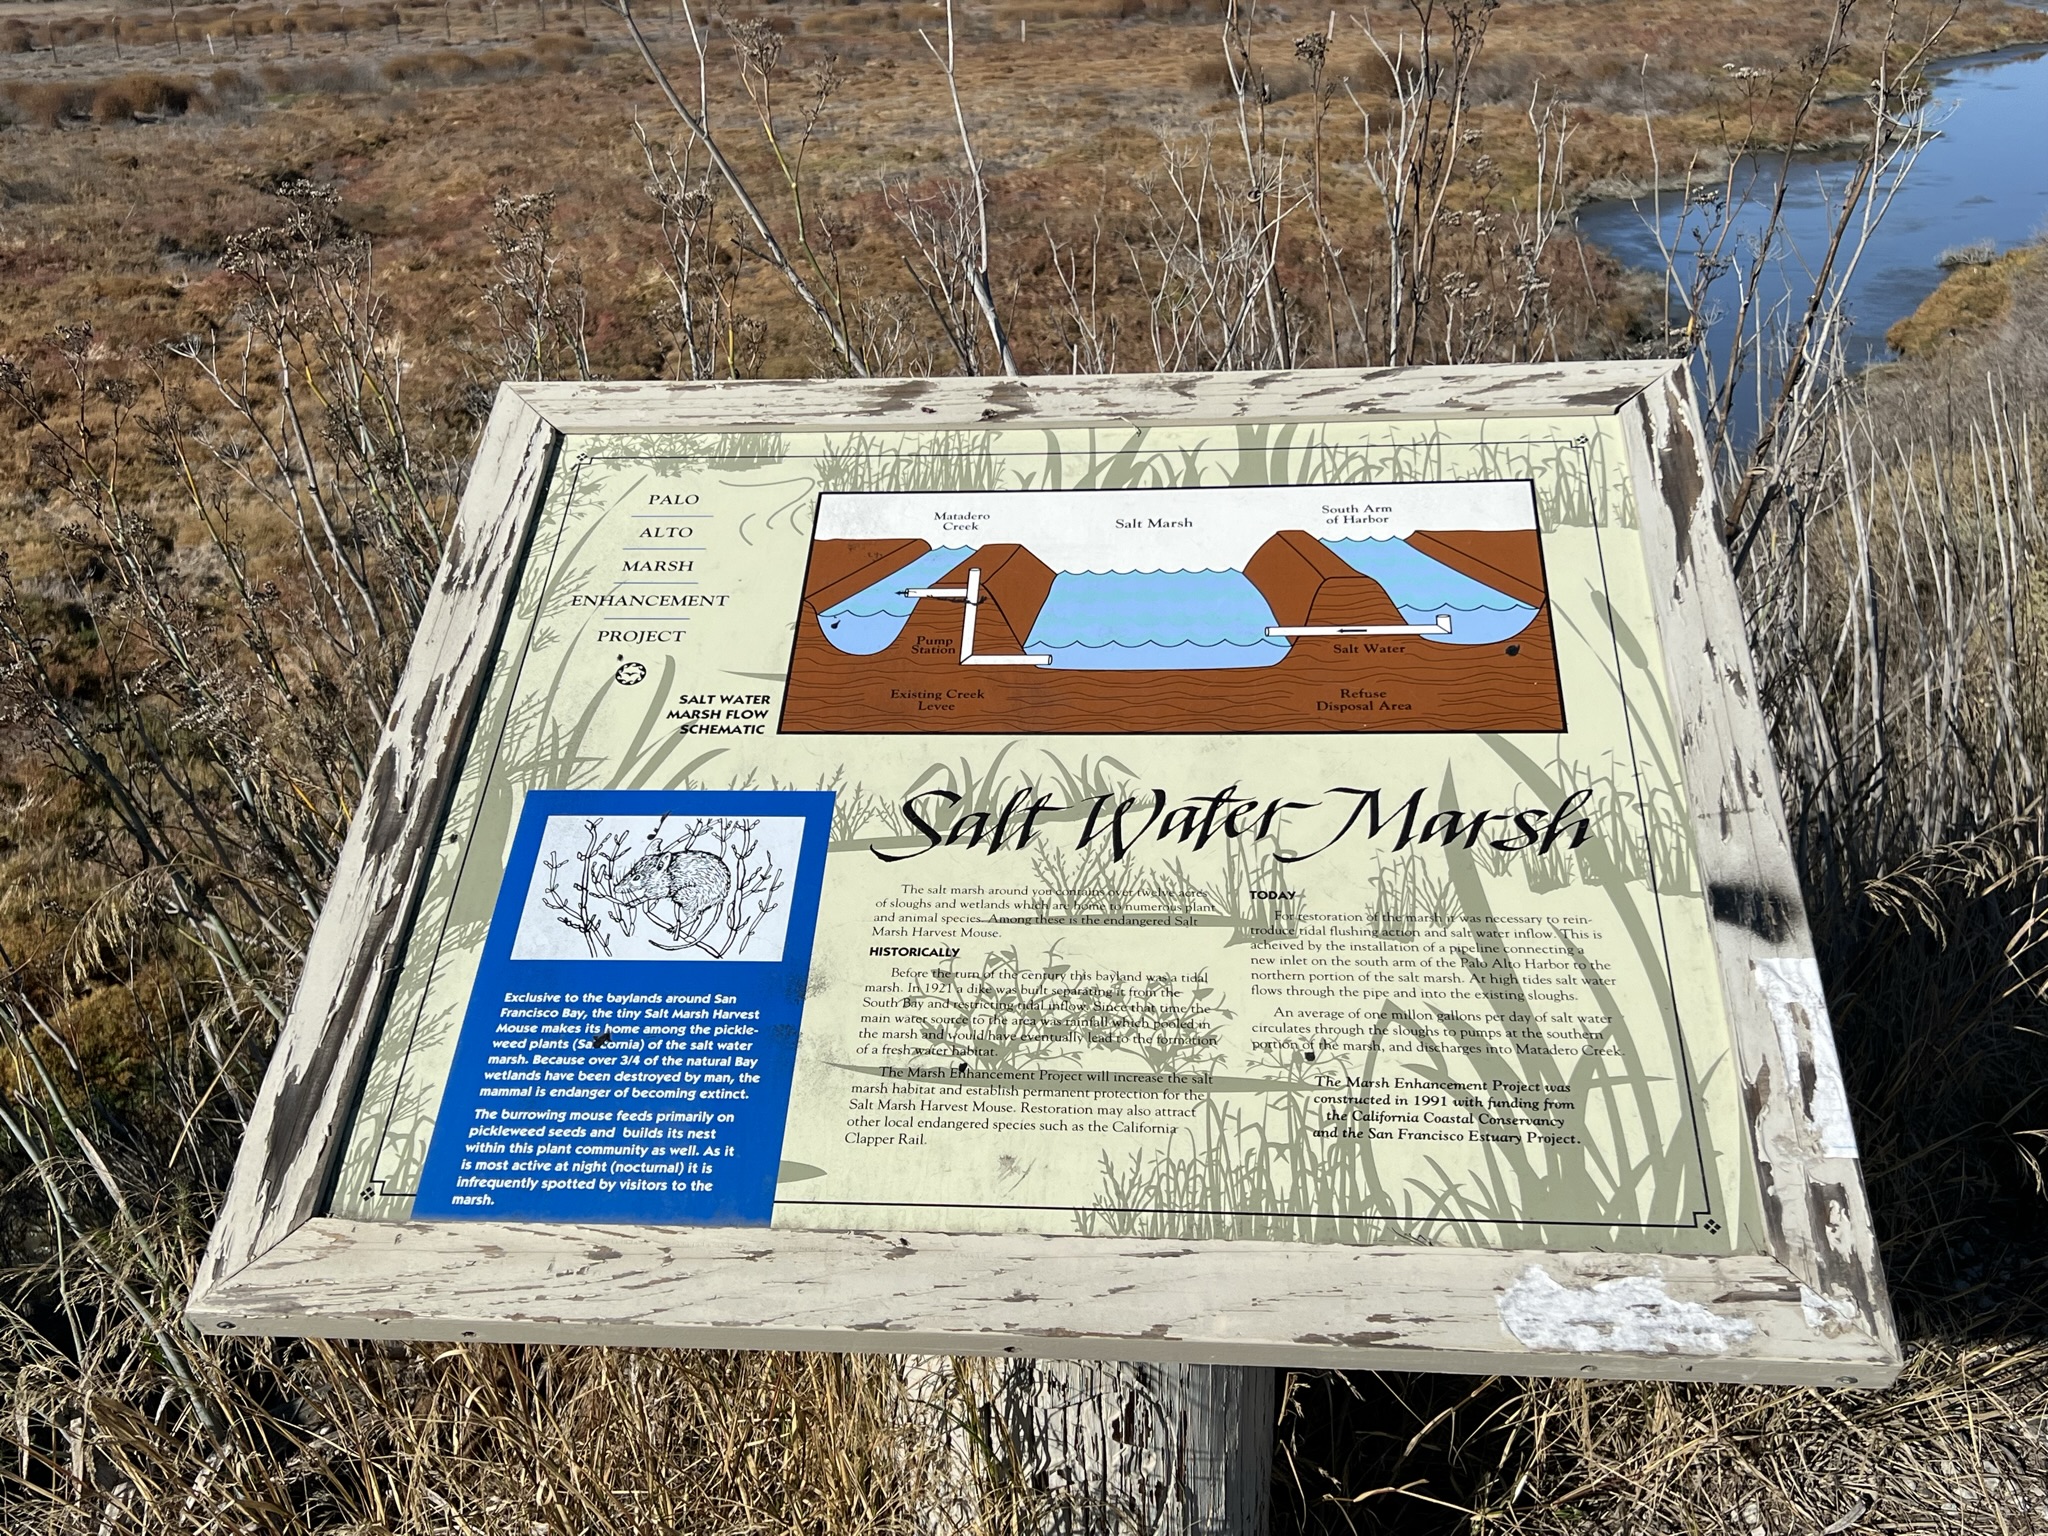 PALO
ALTO
MARSH
ENHANCEMENT
PROJECT
SALT WATER
MARSH FLOW
SCHEMATIC
Matadero
Creek
Salt Marsh
South Arm
of Harbor
Pump
Station
Salt Water
Existing Creek
Levee
Refuse
Disposal Area
Salt Water Marsh
Exclusive to the baylands around San
Francisco Bay, the tiny Salt Marsh Harvest
Mouse makes its home among the pickle-
weed plants (Salicornia) of the salt water
marsh. Because over 3/4 of the natural Bay
wetlands have been destroyed by man, the
mammal is endanger of becoming extinct.
The burrowing mouse feeds primarily on
pickleweed seeds and builds its nest
within this plant community as well. As it
is most active at night (nocturnal) it is
infrequently spotted by visitors to the
marsh.
The salt marsh around you contains over twelve acres
of sloughs and wetlands which are home to numerous plant
and animal species. Among these is the endangered Salt
Marsh Harvest Mouse.
HISTORICALLY
Before the turn of the century this bayland was a tidal
marsh. In 1921 a dike was built separating it from the
South Bay and restricting tidal inflow. Since that time the
main water source to the area was rainfall which pooled in
the marsh and would have eventually lead to the formation
of a fresh water habitat.
The Marsh Enhancement Project will increase the salt
marsh habitat and establish permanent protection for the
Salt Marsh Harvest Mouse. Restoration may also attract
other local endangered species such as the California
Clapper Rail.
TODAY
For restoration of the marsh it was necessary to rein-
troduce tidal flushing action and salt water inflow. This is
acheived by the installation of a pipeline connecting a
new inlet on the south arm of the Palo Alto Harbor to the
northern portion of the salt marsh. At high tides salt water
flows through the pipe and into the existing sloughs.
An average of one millon gallons per day of salt water
circulates through the sloughs to pumps at the southern
portion of the marsh, and discharges into Matadero Creek.
The Marsh Enhancement Project was
constructed in 1991 with funding from
the California Coastal Conservancy
and the San Francisco Estuary Project.